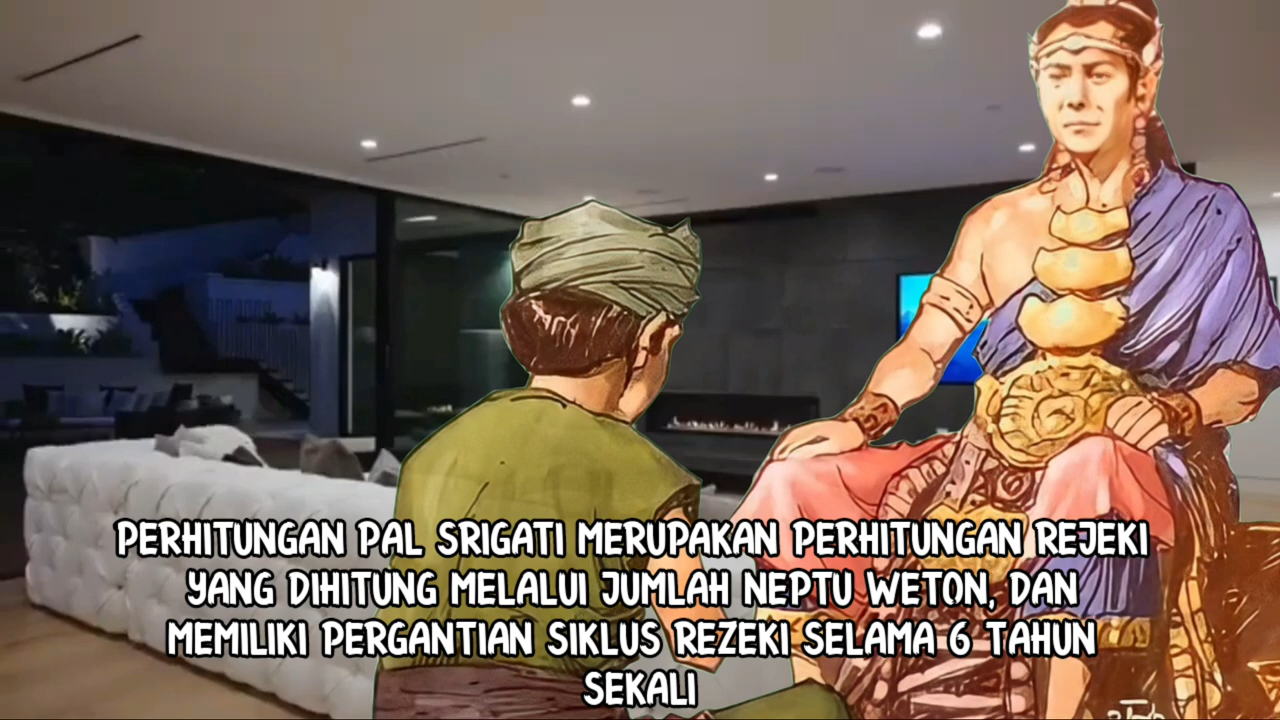 PERHITUNGAN PAL SRIGATI MERUPAKAN PERHITUNGAN REJEKI
YANG DIHITUNG MELALUI JUMLAH NEPTU WETON, DAN
MEMILIKI PERGANTIAN SIKLUS REZEKI SELAMA 6 TAHUN
SEKALI